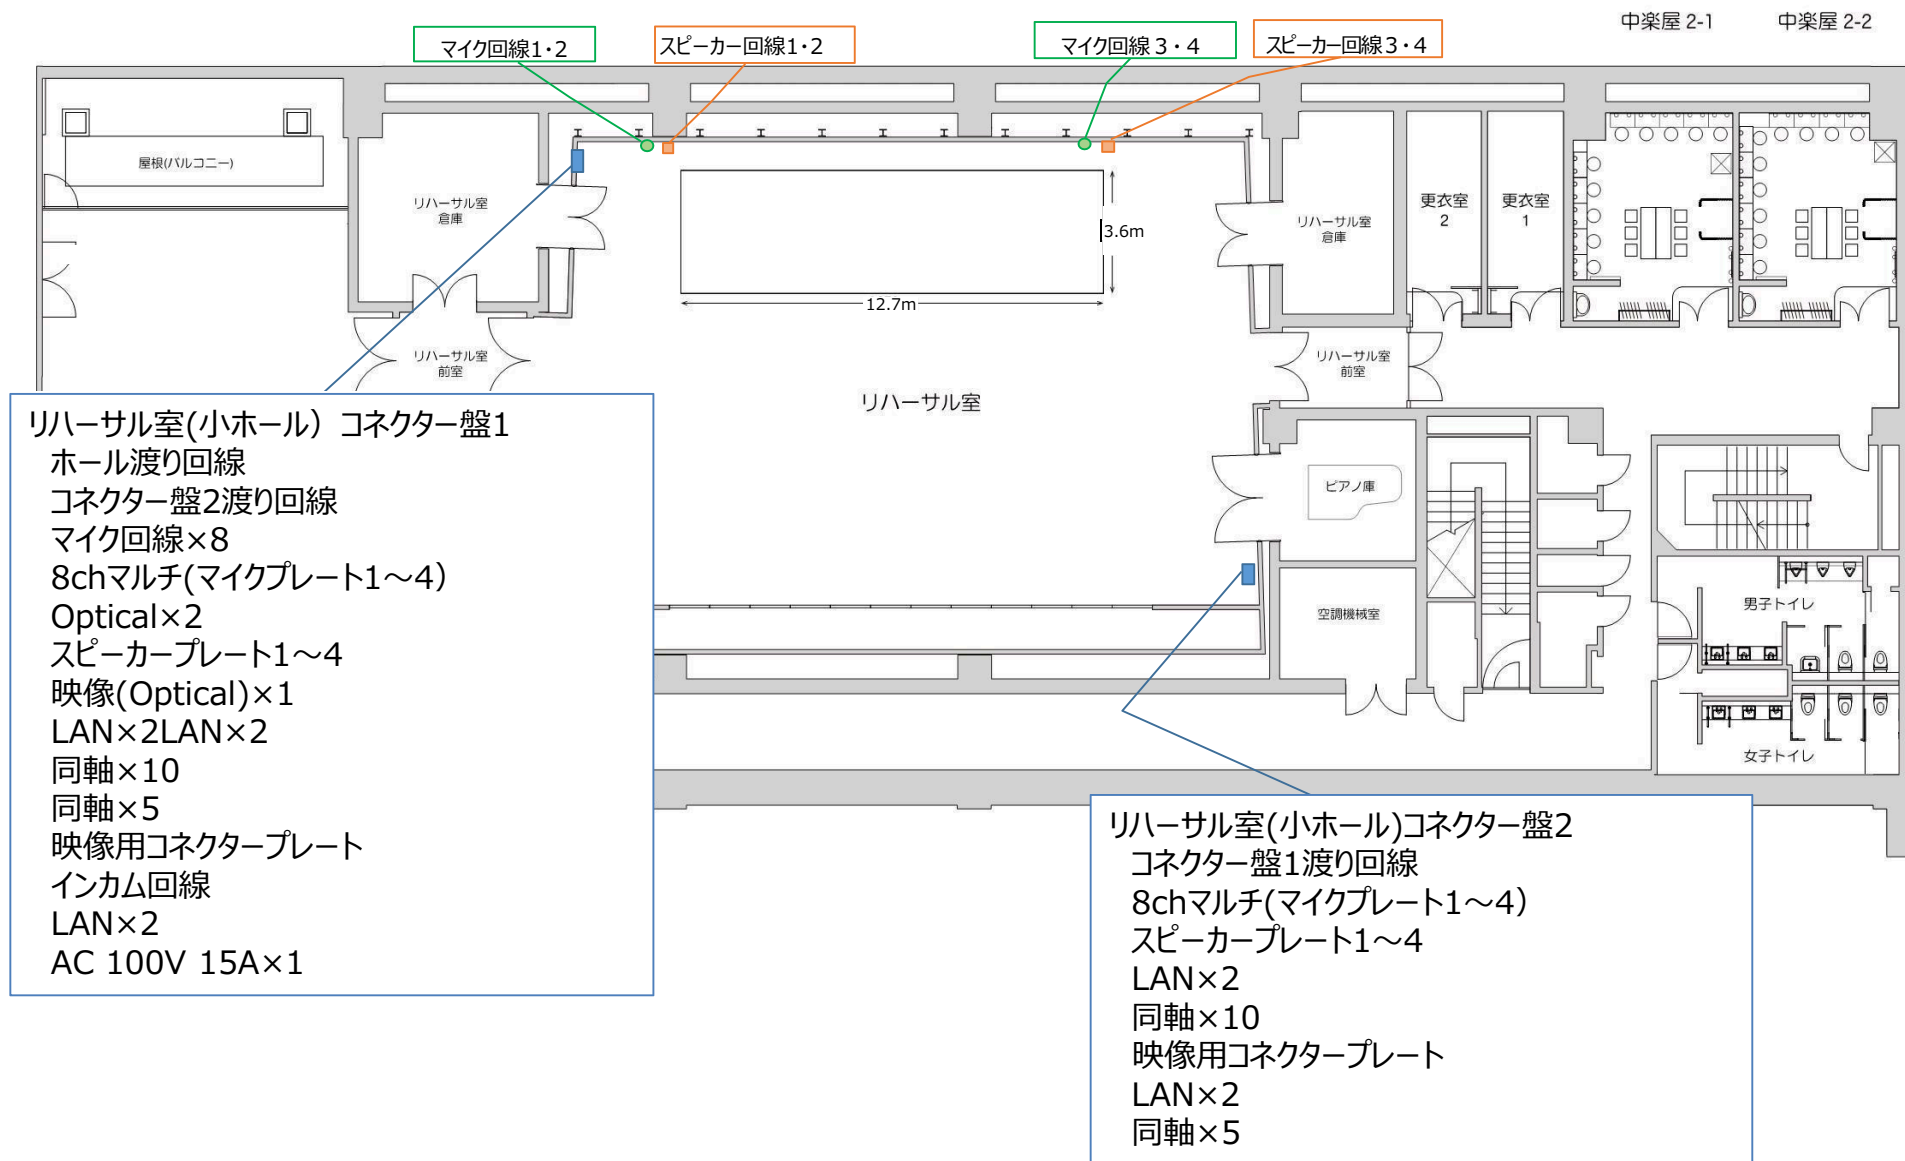 中楽屋 2-1
中楽屋 2-2
マイク回線1・2
スピーカー回線1・2
マイク回線３・４
スピーカー回線３・４
屋根(バルコニー)
リハーサル室
倉庫
3.6m
12.7m
リハーサル室
倉庫
更衣室
2
更衣室
1
リハーサル室
前室
リハーサル室
リハーサル室
前室
ピアノ庫
空調機械室
男子トイレ
女子トイレ
リハーサル室(小ホール）コネクター盤1
ホール渡り回線
コネクター盤2渡り回線
マイク回線×8
8chマルチ(マイクプレート1～4）
Optical×2
スピーカープレート1～4
映像(Optical)×1
LAN×2LAN×2
同軸×10
同軸×5
映像用コネクタープレート
インカム回線
LAN×2
AC 100V 15A×1
リハーサル室(小ホール)コネクター盤2
コネクター盤1渡り回線
8chマルチ(マイクプレート1～4）
スピーカープレート1～4
LAN×2
同軸×10
映像用コネクタープレート
LAN×2
同軸×5